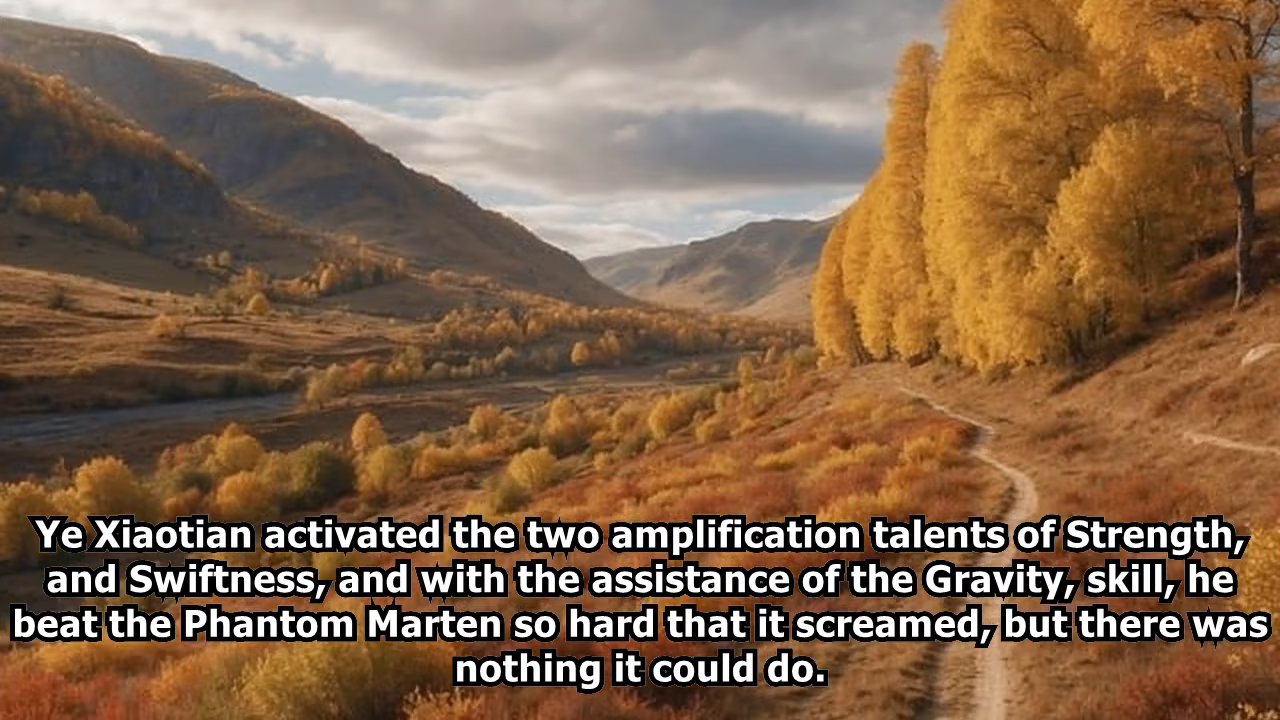 Ye Xiaotian activated the two amplification talents of Strength,
and Swiftness, and with the assistance of the Gravity, skill, he
beat the Phantom Marten so hard that it screamed, but there was
nothing it could do.